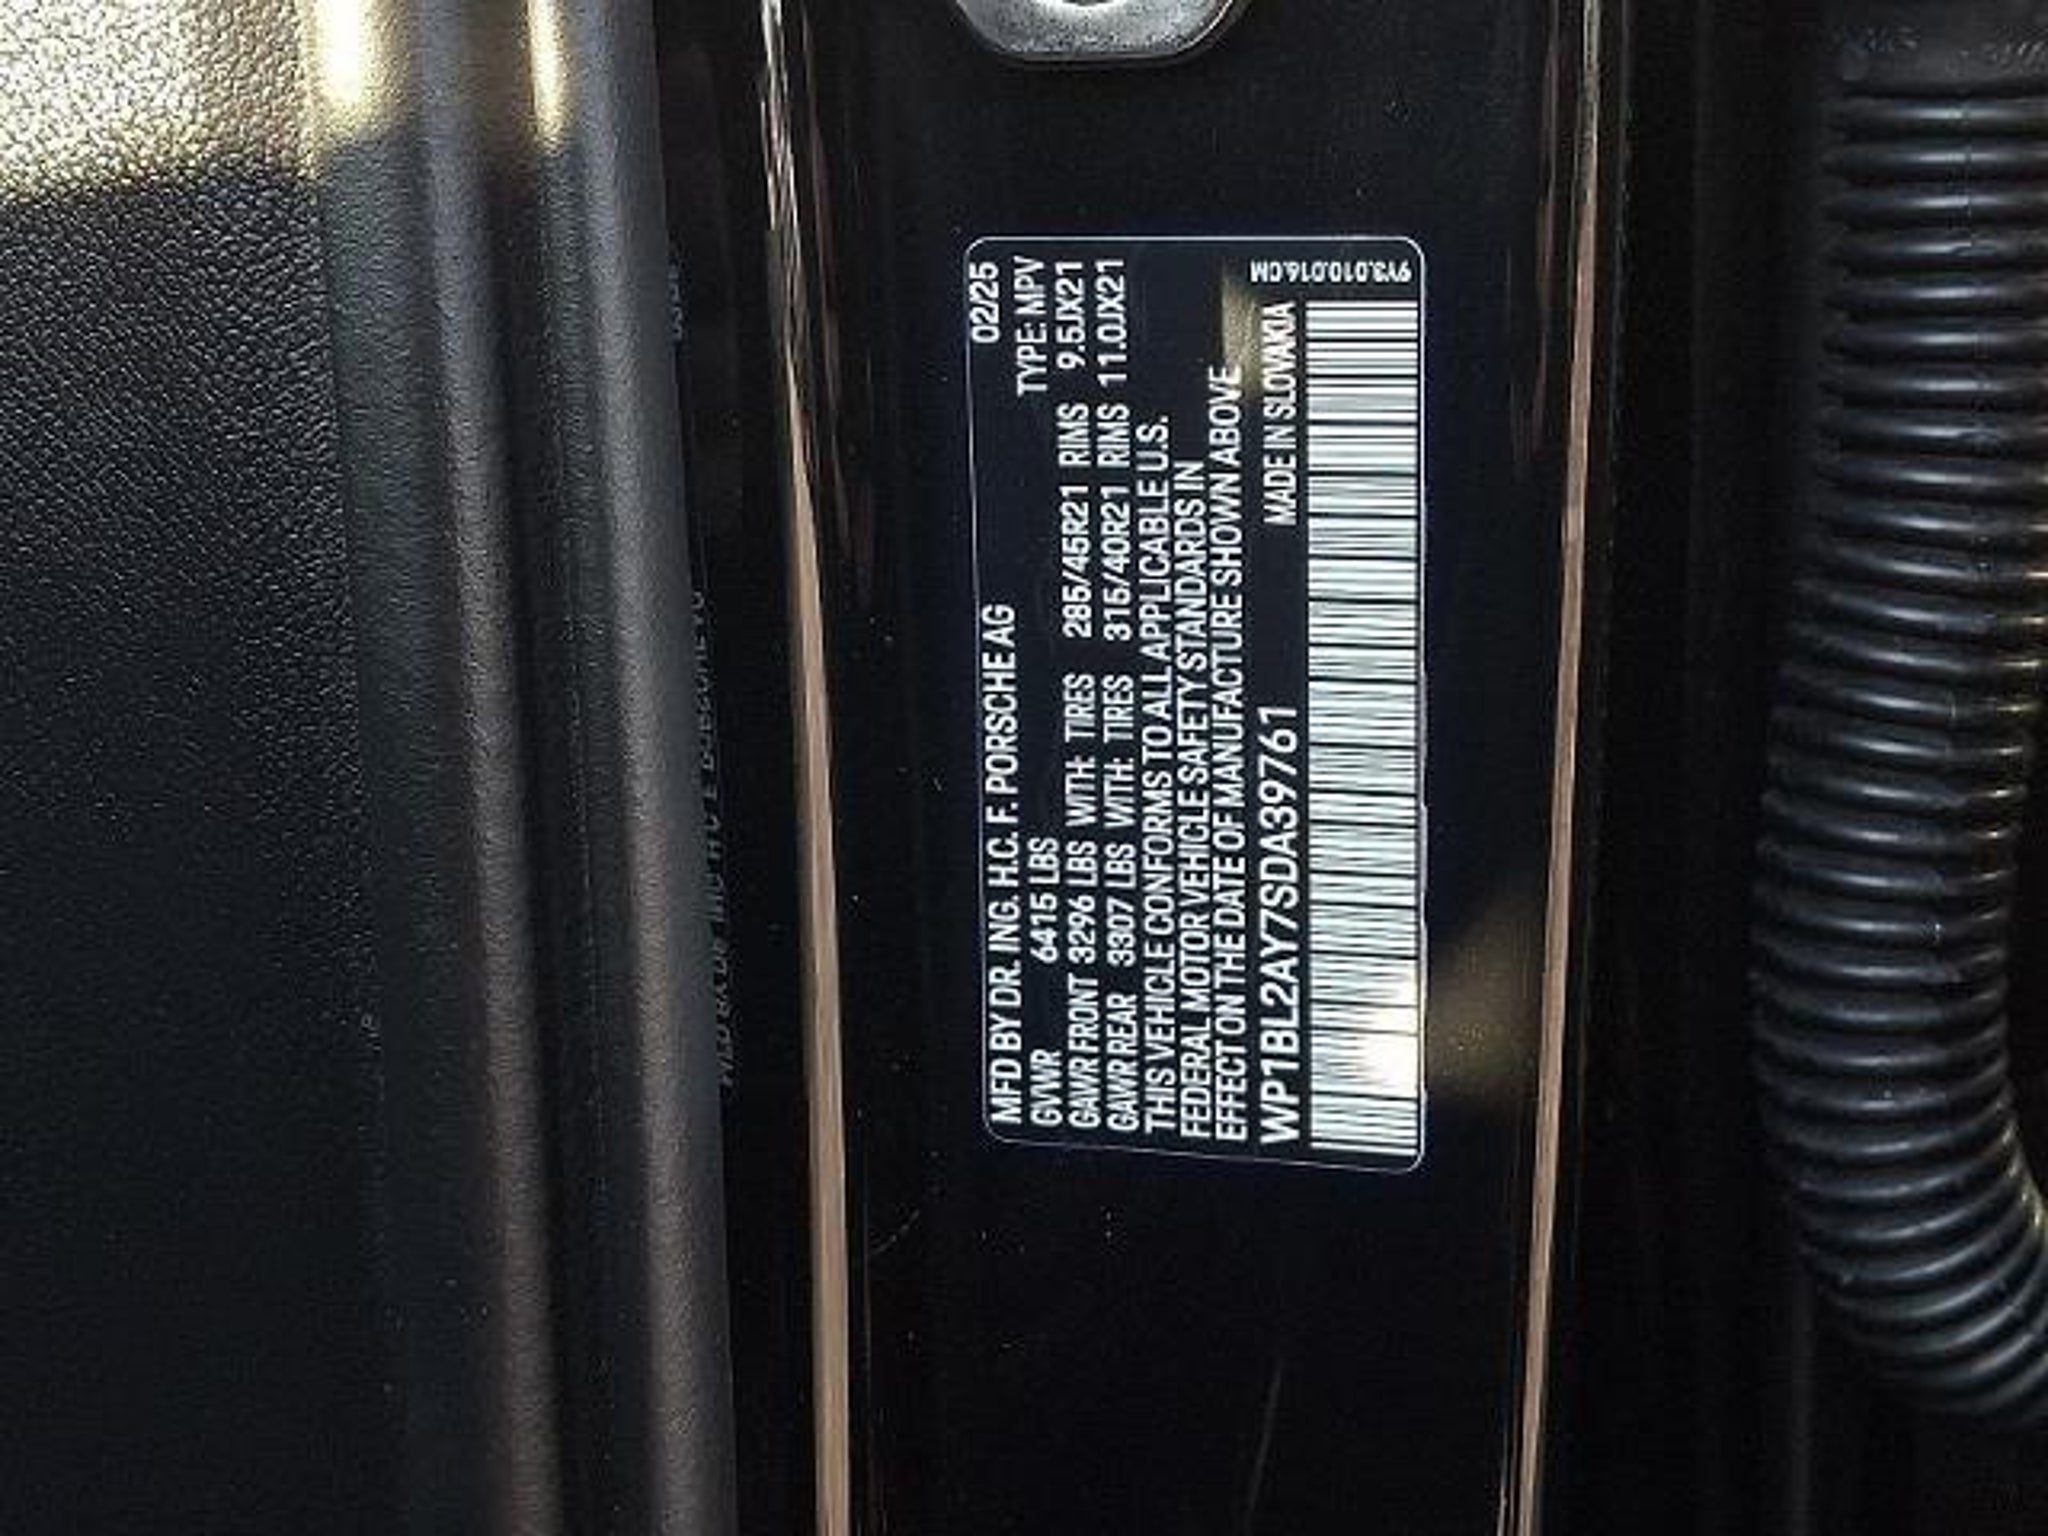 MFD BY DR. ING. H.C. F. PORSCHE AG 02/25
GVWR 6415 LBS TYPE: MPV
GAWR FRONT 3296 LBS WITH: TIRES 285/45R21 RIMS 9.5JX21
GAWR REAR 3307 LBS WITH: TIRES 315/40R21 RIMS 11.0JX21
THIS VEHICLE CONFORMS TO ALL APPLICABLE U.S.
FEDERAL MOTOR VEHICLE SAFETY STANDARDS IN
EFFECT ON THE DATE OF MANUFACTURE SHOWN ABOVE
WP1BL2AY7SDA39761 MADE IN SLOVAKIA
9Y3.010.016.CM